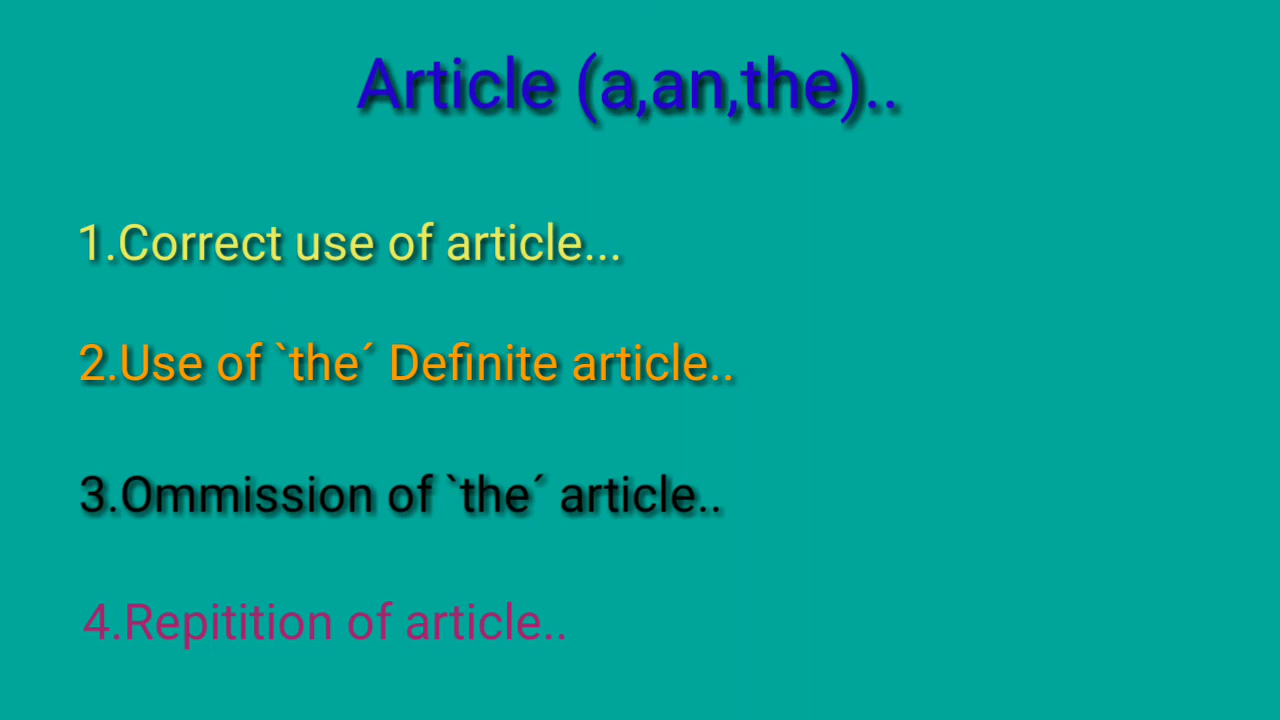 Article (a,an,the)..
1.Correct use of article...
2.Use of `the´ Definite article..
3.Ommission of `the´ article..
4.Repitition of article..